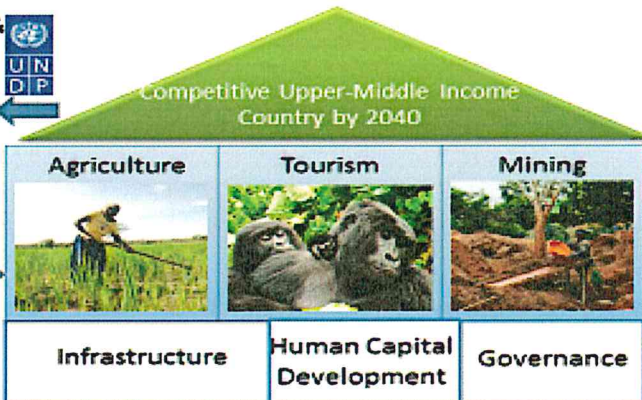 U N
D P
Competitive Upper-Middle Income
Country by 2040
Agriculture
Tourism
Mining
Infrastructure
Human Capital
Development
Governance